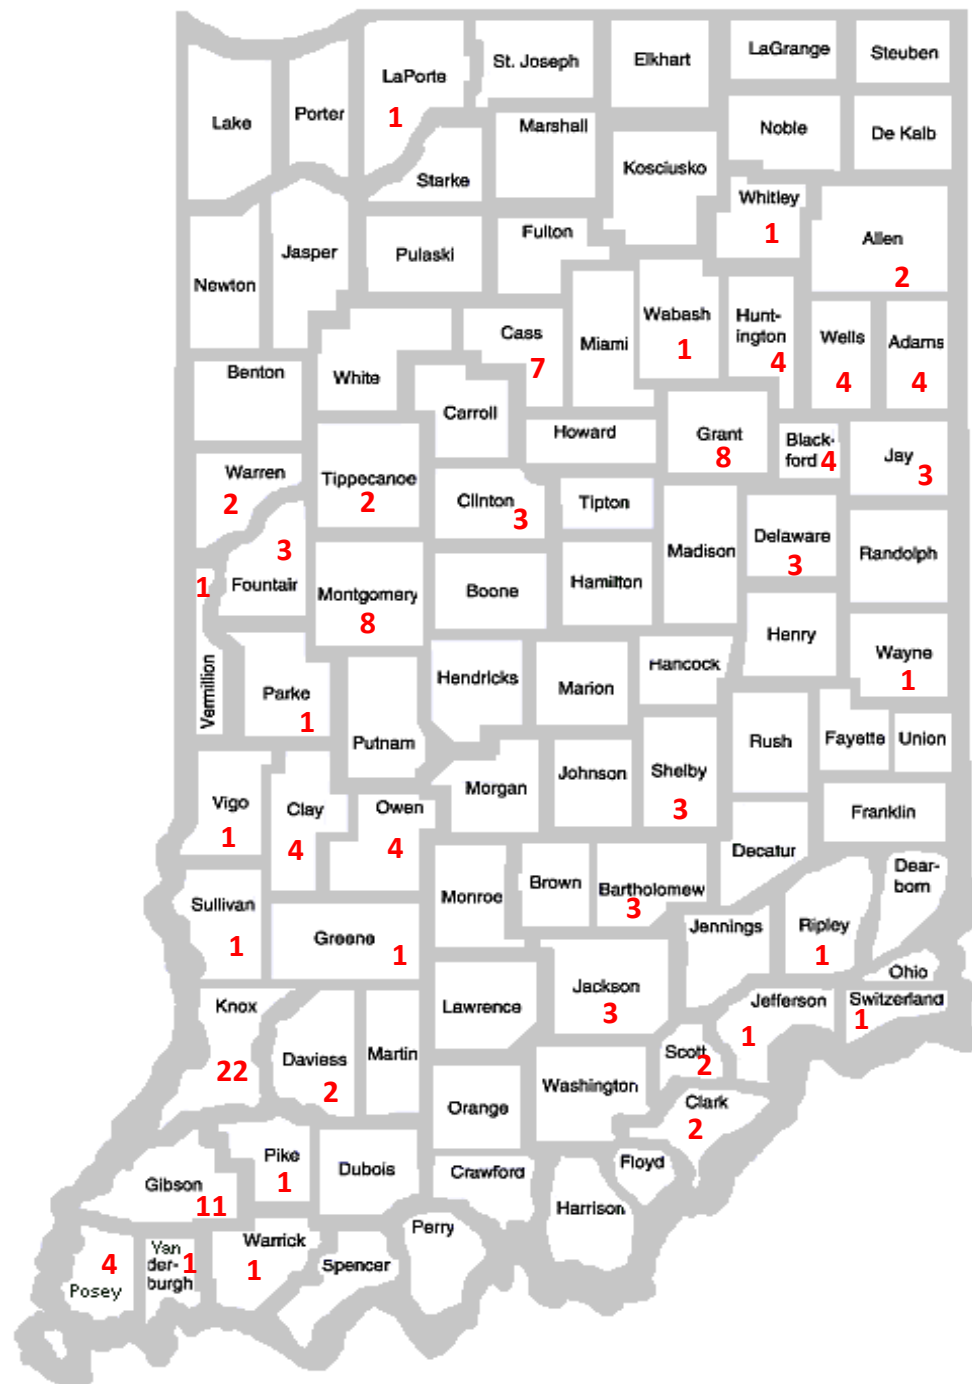 LaPorte
1
St. Joseph
Elkhart
LaGrange
Steuben
Lake
Porter
Marshall
Noble
De Kalb
Starke
Kosciusko
Whitley
1
Allen
2
Newton
Jasper
Pulaski
Fulton
Cass
7
Miami
Wabash
1
Hunt-
ington
4
Wells
4
Adams
4
Benton
White
Carroll
Howard
Grant
8
Black-
ford 4
Jay
3
Warren
2
Tippecanoe
2
Clinton
3
Tipton
Madison
Delaware
3
Randolph
3
Fountair
1
Vermillion
Montgomery
8
Boone
Hamilton
Henry
Wayne
1
Parke
1
Putnam
Hendricks
Marion
Hancock
Rush
Fayette
Union
Vigo
1
Clay
4
Owen
4
Morgan
Johnson
Shelby
3
Franklin
Decatur
Dear-
born
Sullivan
1
Greene
1
Monroe
Brown
Bartholomew
3
Jennings
Ripley
1
Ohio
Switzerland
1
Knox
22
Daviess
2
Martin
Lawrence
Jackson
3
Jefferson
1
Scott
2
Clark
2
Washington
Orange
Gibson
11
Pike
1
Dubois
Crawford
Floyd
Harrison
4
Posey
Van
der-
burgh
1
Warrick
1
Spencer
Perry